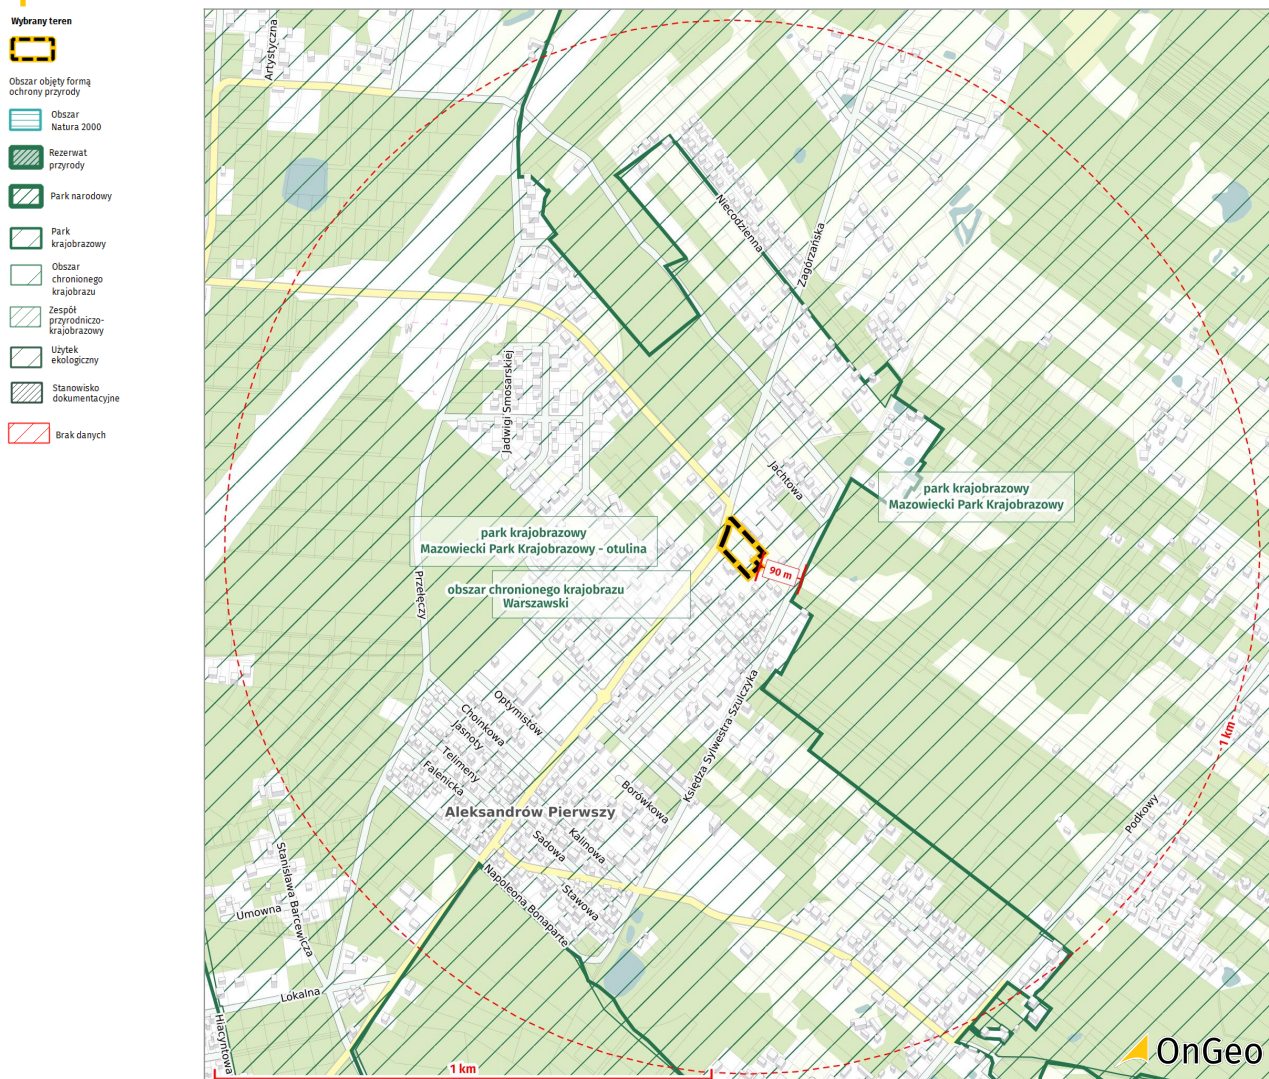 Wybrany teren
Obszar objęty formą
ochrony przyrody
Obszar
Natura 2000
Rezerwat
przyrody
Park narodowy
Park
krajobrazowy
Obszar
chronionego
krajobrazu
Zespół
przyrodniczo-
krajobrazowy
Użytek
ekologiczny
Stanowisko
dokumentacyjne
Brak danych
Artystyczna
Niecodzienna
Zagórzańska
Jadwigi Smosarskiej
Jachtowa
park krajobrazowy
Mazowiecki Park Krajobrazowy
park krajobrazowy
Mazowiecki Park Krajobrazowy - otulina
90 m
obszar chronionego krajobrazu
Warszawski
Przełęczy
Optymistów
Choinkowa
Jasnoty
Telimeny
Falenicka
Księdza Sylwestra Szulczyka
1 km
Borówkowa
Aleksandrów Pierwszy
Podkowy
Kalinowa
Sadowa
Stanisława Barcewicza
Napoleona Bonaparte
Stawowa
Umowna
Lokalna
Hiacyntowa
1 km
OnGeo